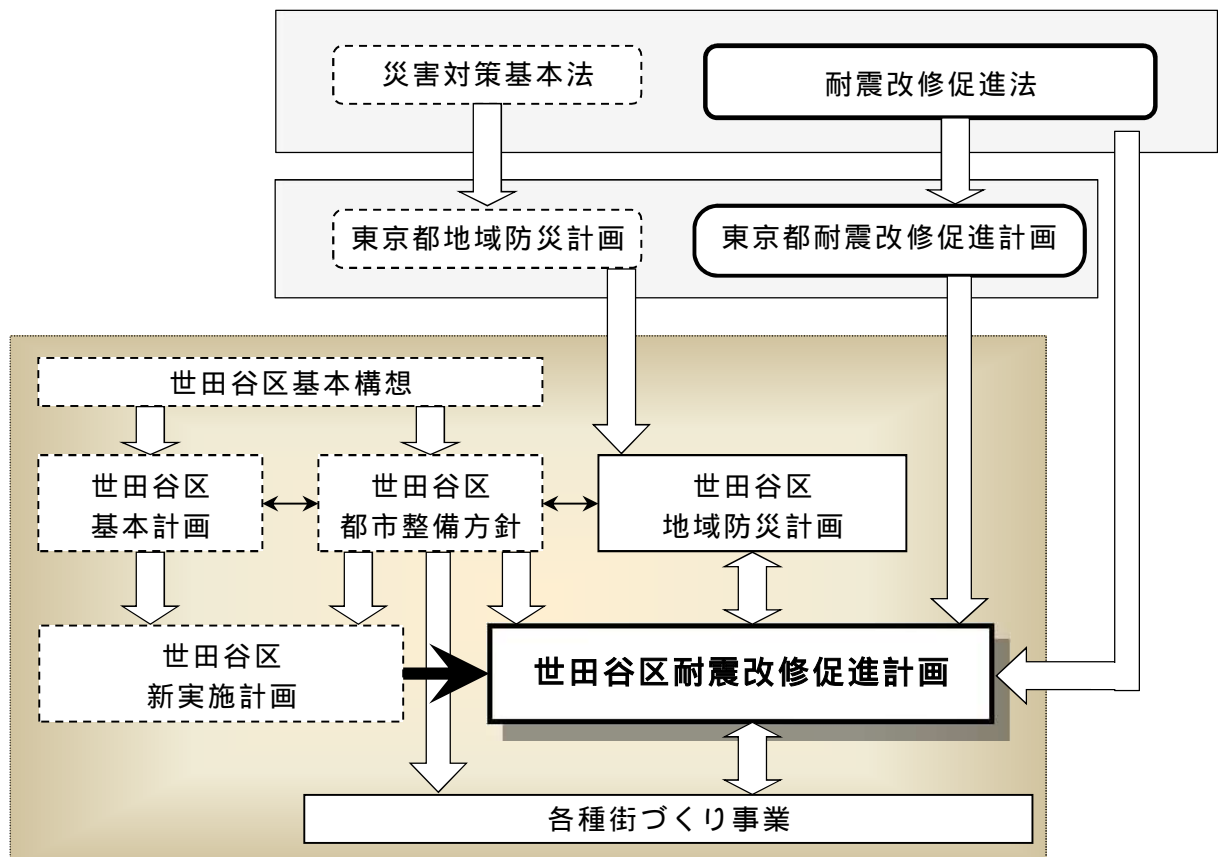 災害対策基本法
耐震改修促進法
東京都地域防災計画
東京都耐震改修促進計画
世田谷区基本構想
世田谷区
基本計画
世田谷区
都市整備方針
世田谷区
地域防災計画
世田谷区
新実施計画
世田谷区耐震改修促進計画
各種街づくり事業